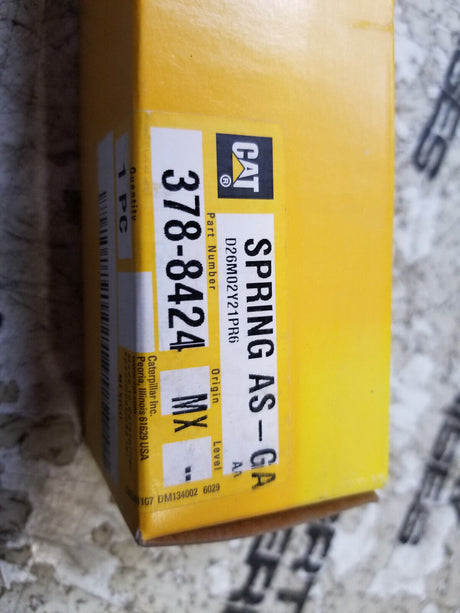 CAT
®
SPRING AS-GA
D26M02Y21PR6
Part Number
378-8424
Origin
MX
Level
--
Quantity
1 PC
Caterpillar Inc.
Peoria, Illinois 61629 USA
DM134002 6029